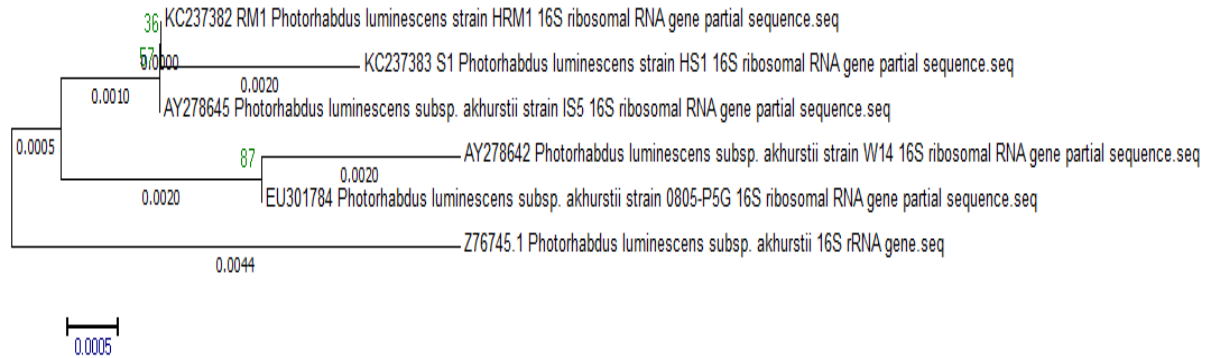 36 KC237382 RM1 Photorhabdus luminescens strain HRM1 16S ribosomal RNA gene partial sequence.seq
57 0.0000 KC237383 S1 Photorhabdus luminescens strain HS1 16S ribosomal RNA gene partial sequence.seq
0.0020
0.0010
AY278645 Photorhabdus luminescens subsp. akhurstii strain IS5 16S ribosomal RNA gene partial sequence.seq
0.0005
87 AY278642 Photorhabdus luminescens subsp. akhurstii strain W14 16S ribosomal RNA gene partial sequence.seq
0.0020
0.0020
EU301784 Photorhabdus luminescens subsp. akhurstii strain 0805-P5G 16S ribosomal RNA gene partial sequence.seq
Z76745.1 Photorhabdus luminescens subsp. akhurstii 16S rRNA gene.seq
0.0044
0.0005